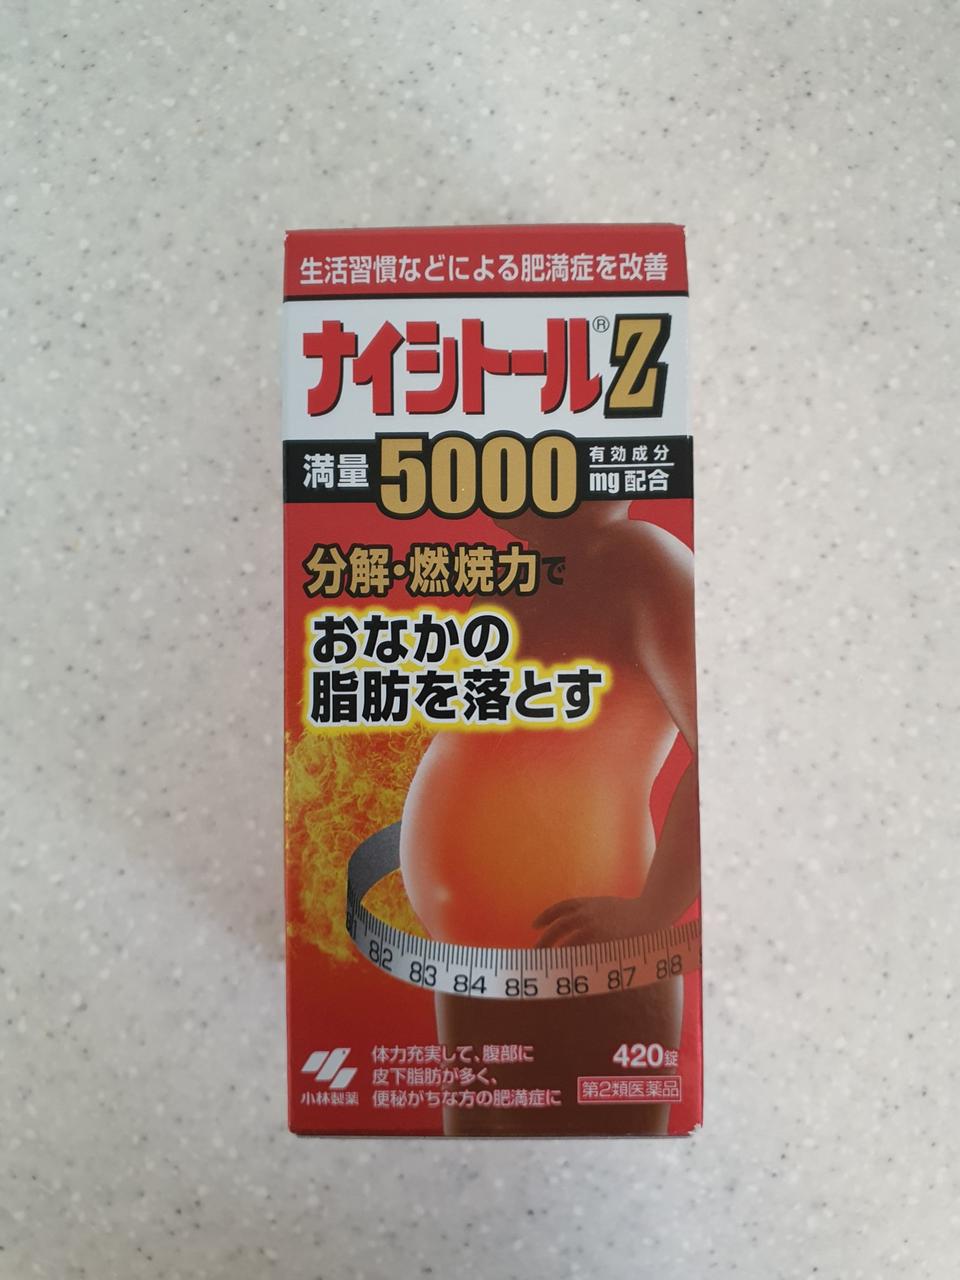 生活習慣などによる肥満症を改善
ナイシトール®Z
満量5000mg配合
有効成分
分解・燃焼力で
おなかの
脂肪を落とす
81 82 83 84 85 86 87 88
小林製薬
体力充実して、腹部に
皮下脂肪が多く、
便秘がちな方の肥満症に
420錠
第2類医薬品